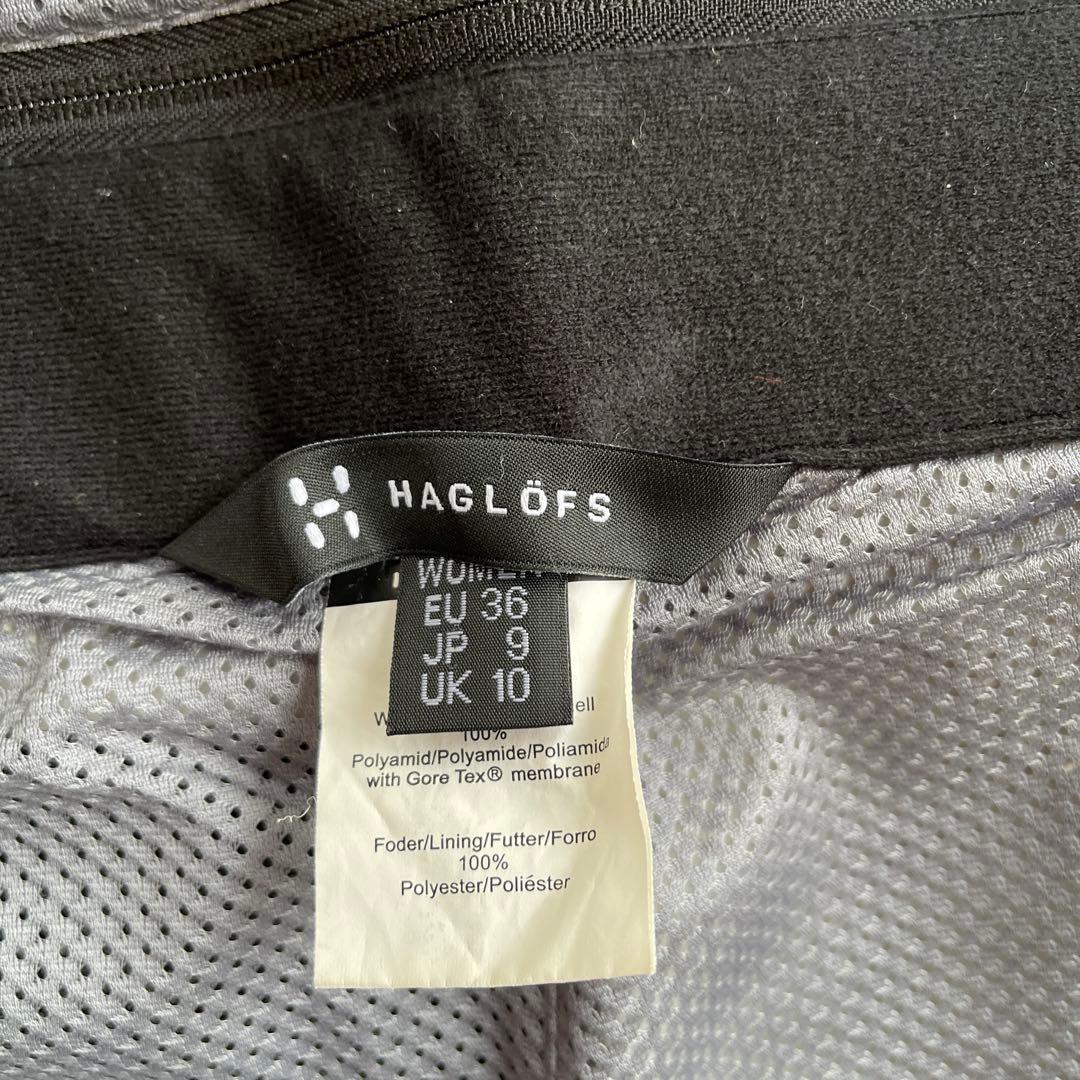 HAGLÖFS
WOMEN
EU 36
JP 9
UK 10
100%
Polyamid/Polyamide/Poliamida
with Gore Tex® membrane
Foder/Lining/Futter/Forro
100%
Polyester/Poliéster